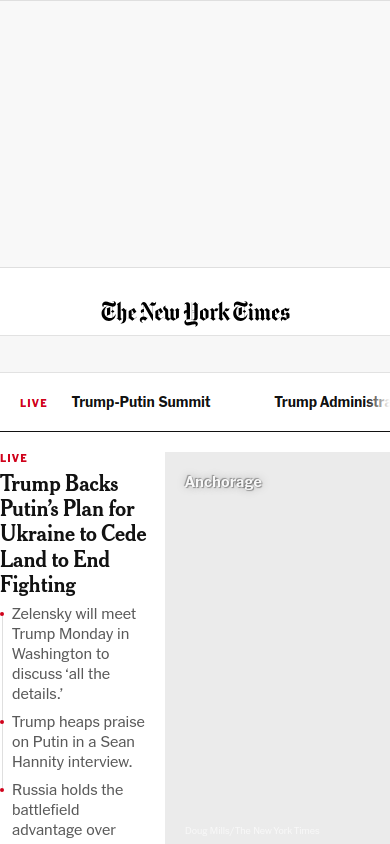 The New York Times
LIVE
Trump-Putin Summit
Trump Administra
LIVE
Trump Backs
Putin’s Plan for
Ukraine to Cede
Land to End
Fighting
Zelensky will meet
Trump Monday in
Washington to
discuss ‘all the
details.’
Trump heaps praise
on Putin in a Sean
Hannity interview.
Russia holds the
battlefield
advantage over
Anchorage
Doug Mills/The New York Times